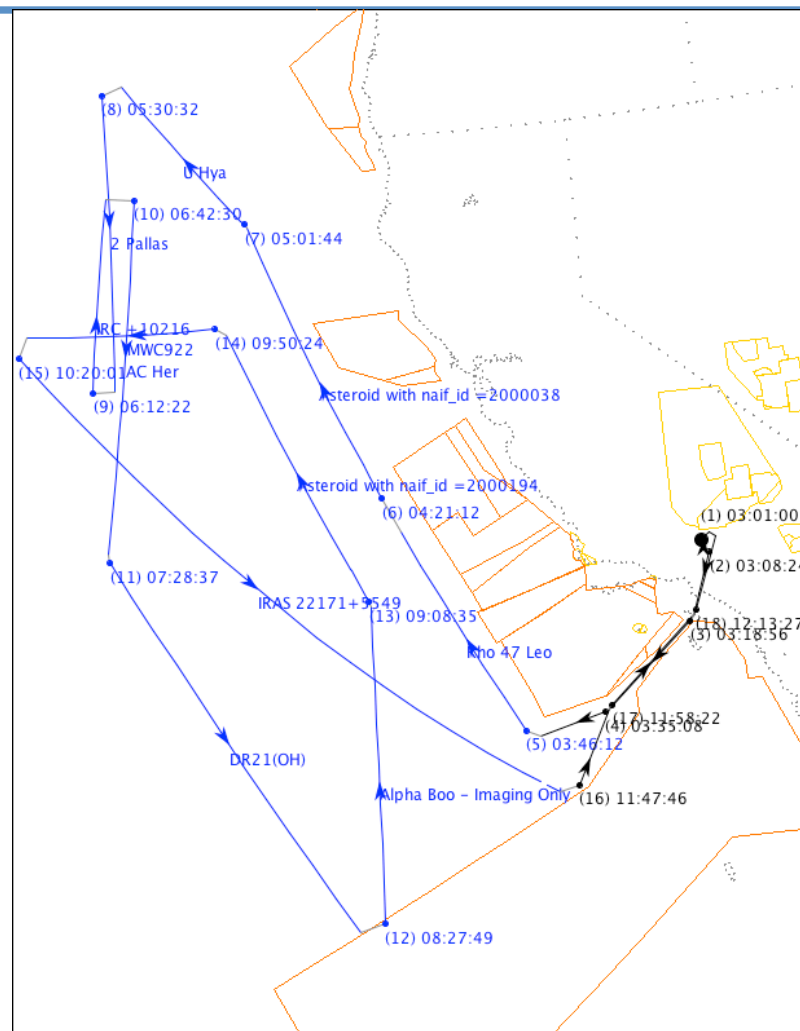 (8) 05:30:32
U Hya
(10) 06:42:30
(7) 05:01:44
2 Pallas
IRC +10216
(14) 09:50:24
MWC922
(15) 10:20:01
AC Her
(9) 06:12:22
Asteroid with naif_id =2000038
Asteroid with naif_id =2000194
(6) 04:21:12
(1) 03:01:00
(2) 03:08:24
(11) 07:28:37
IRAS 22171+5549
(13) 09:08:35
(18) 12:13:27
(3) 03:18:56
Rho 47 Leo
(17) 11:58:22
(4) 03:35:08
(5) 03:46:12
DR21(OH)
Alpha Boo – Imaging Only
(16) 11:47:46
(12) 08:27:49